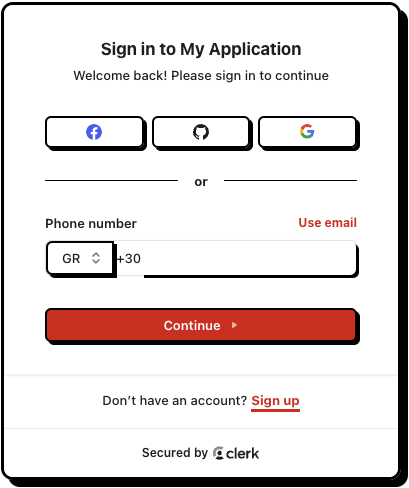 Sign in to My Application
Welcome back! Please sign in to continue
or
Phone number Use email
GR +30
Continue
Don’t have an account? Sign up
Secured by clerk